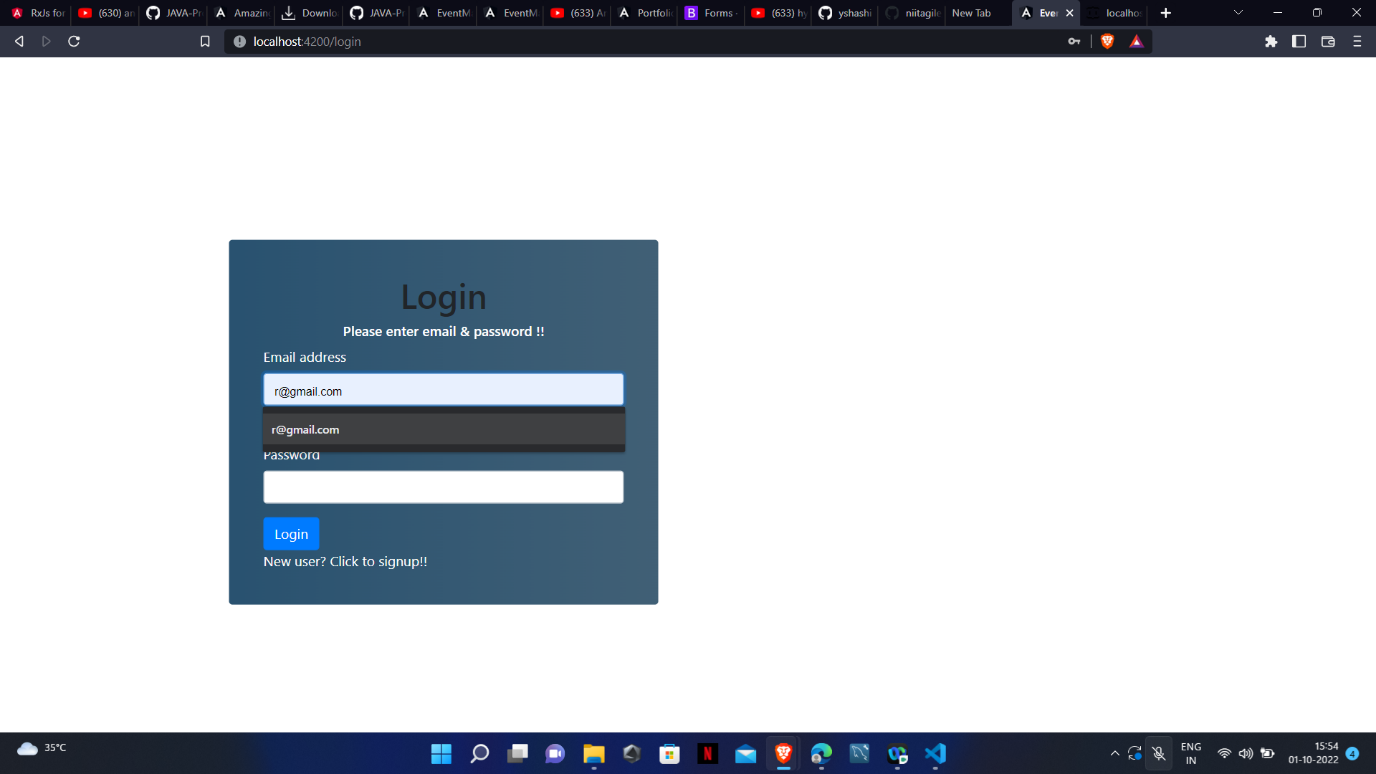 RxJs for
(630) an
JAVA-Pr
Amazin
Downlo
JAVA-Pr
EventM
EventM
(633) A
Portfoli
B Forms -
(633) hy
yshashi
niitagile
New Tab
Eve
localhos
localhost:4200/login
Login
Please enter email & password !!
Email address
r@gmail.com
r@gmail.com
Password
Login
New user? Click to signup!!
35°C
N
ENG
IN
15:54
01-10-2022
4